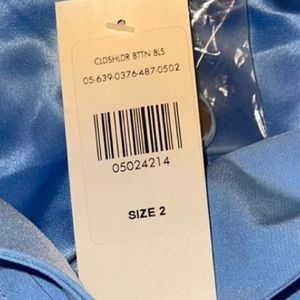 CLDSHLDR BTTN BLS
05-639-0376-487-0502
05024214
SIZE 2